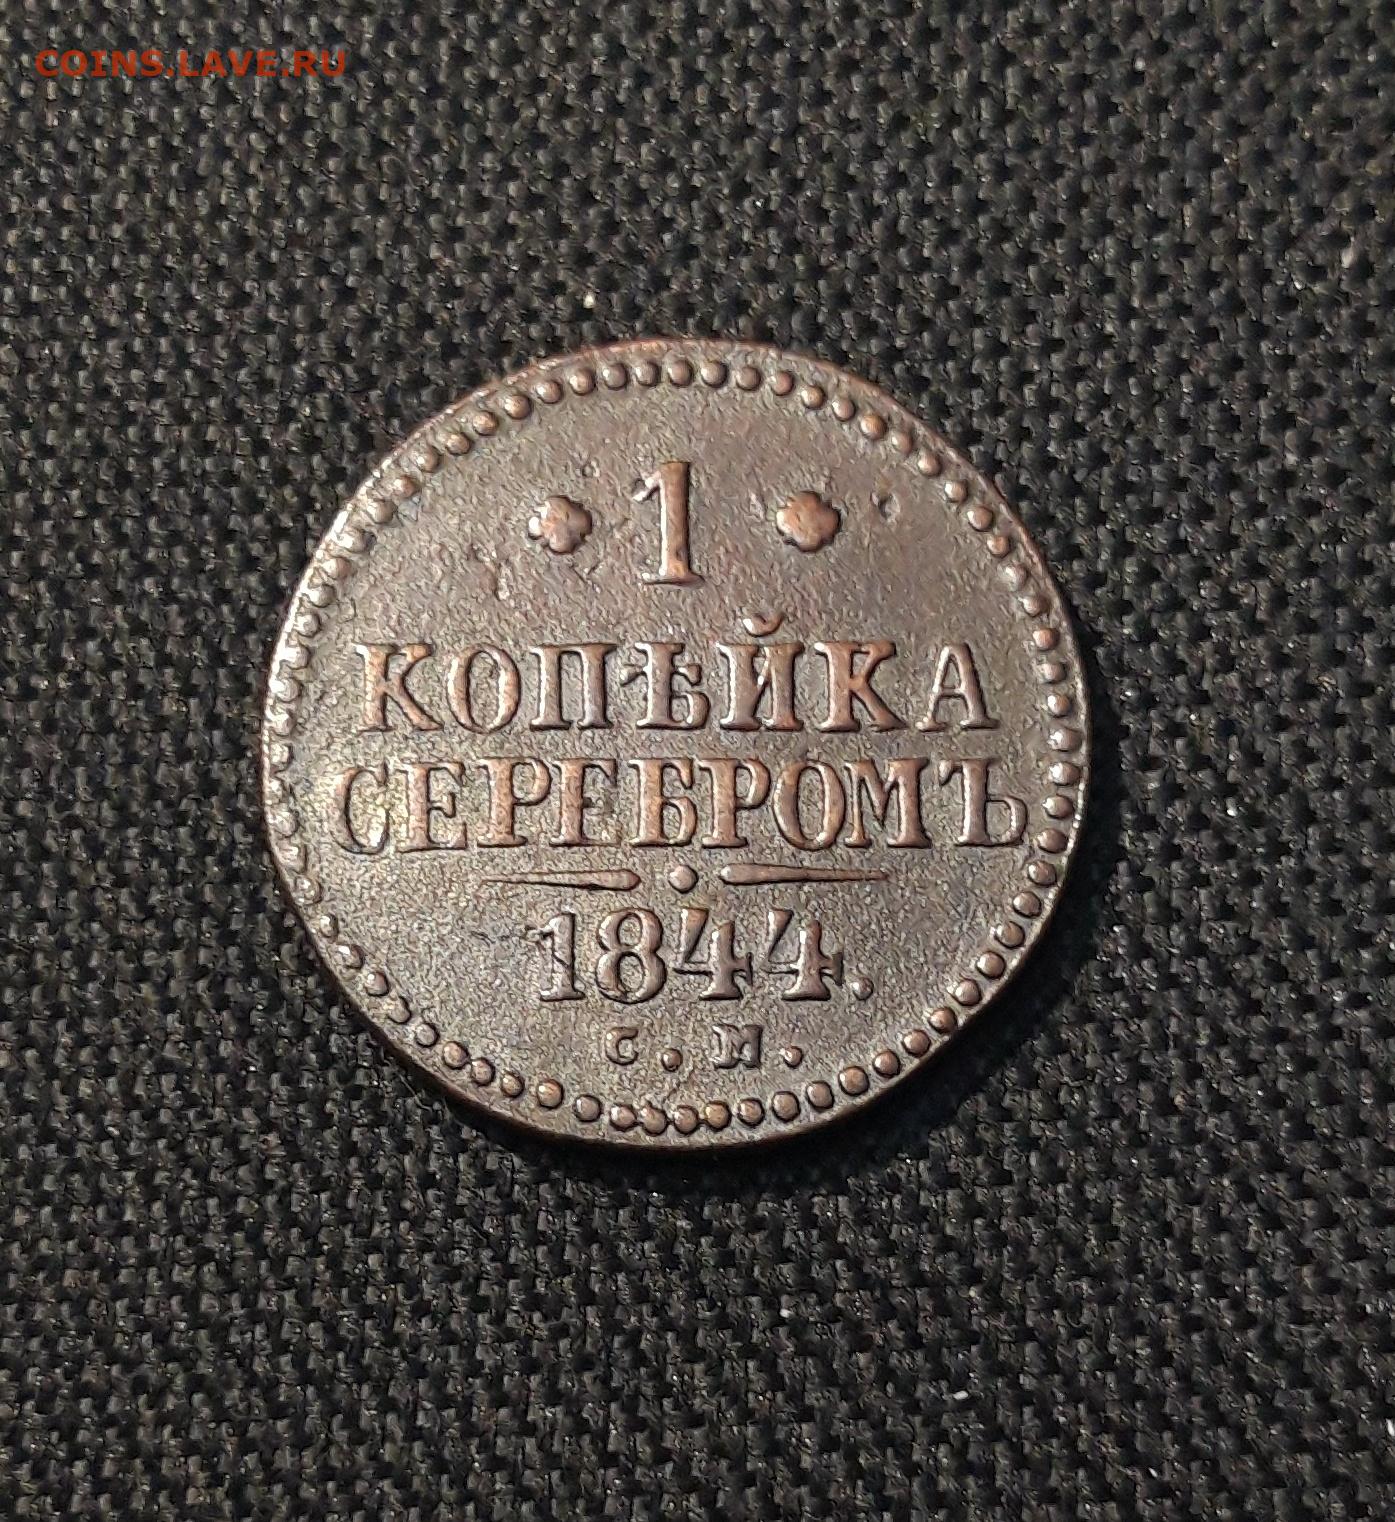 COINS.LAVE.RU
1
КОПѢЙКА
СЕРЕБРОМЪ
1844.
С.М.